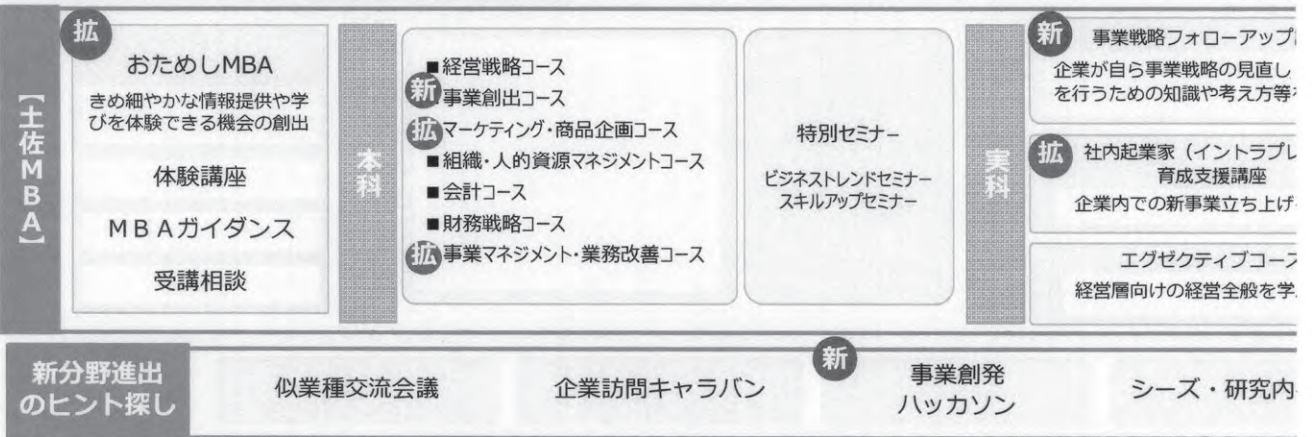 【土佐MBA】
拡
おためしMBA
きめ細やかな情報提供や学
びを体験できる機会の創出
体験講座
MBAガイダンス
受講相談
本科
■経営戦略コース
新 事業創出コース
拡 マーケティング・商品企画コース
■組織・人的資源マネジメントコース
■会計コース
■財務戦略コース
拡 事業マネジメント・業務改善コース
特別セミナー
ビジネストレンドセミナー
スキルアップセミナー
実科
新 事業戦略フォローアップ
企業が自ら事業戦略の見直し
を行うための知識や考え方等
拡 社内起業家（イントラプレ
育成支援講座
企業内での新事業立ち上げ
エグゼクティブコース
経営層向けの経営全般を学
新分野進出
のヒント探し
似業種交流会議
企業訪問キャラバン
新
事業創発
ハッカソン
シーズ・研究内